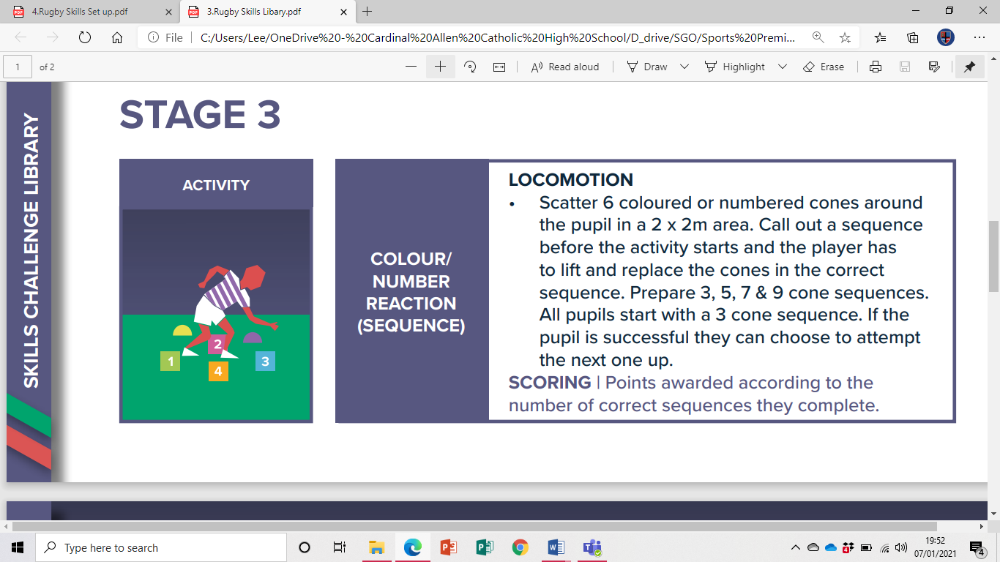 4.Rugby Skills Set up.pdf
3.Rugby Skills Libary.pdf
File
C:/Users/Lee/OneDrive%20-%20Cardinal%20Allen%20Catholic%20High%20School/D_drive/SGO/Sports%20Premi...
1 of 2
Read aloud
Draw
Highlight
Erase
SKILLS CHALLENGE LIBRARY
STAGE 3
ACTIVITY
1
2
3
4
COLOUR/
NUMBER
REACTION
(SEQUENCE)
LOCOMOTION
• Scatter 6 coloured or numbered cones around
the pupil in a 2 x 2m area. Call out a sequence
before the activity starts and the player has
to lift and replace the cones in the correct
sequence. Prepare 3, 5, 7 & 9 cone sequences.
All pupils start with a 3 cone sequence. If the
pupil is successful they can choose to attempt
the next one up.
SCORING | Points awarded according to the
number of correct sequences they complete.
Type here to search
19:52
07/01/2021
4